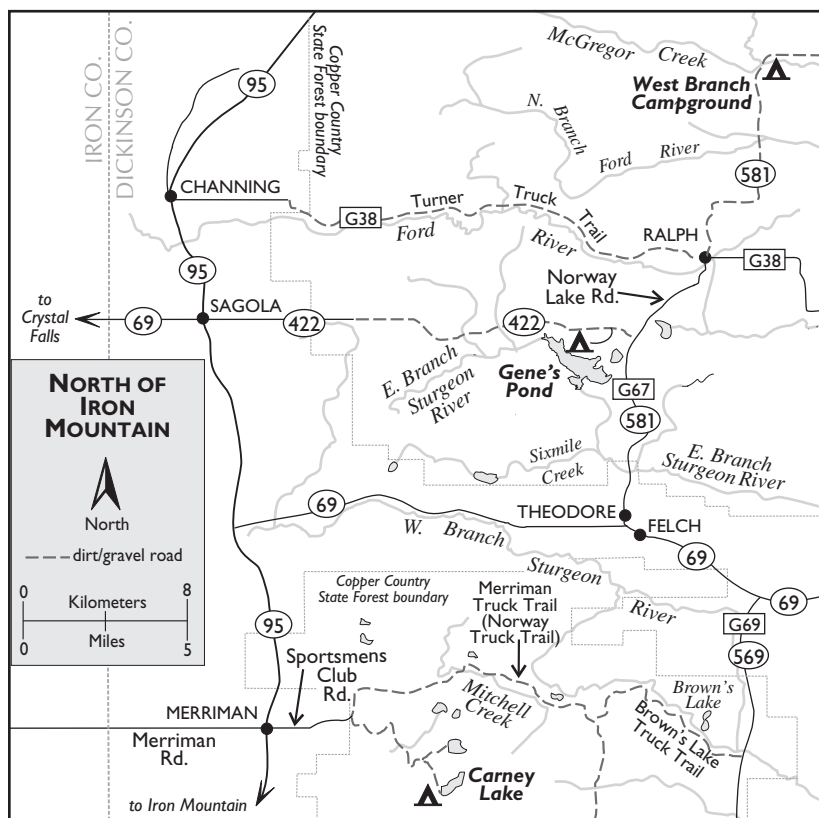 IRON CO.
DICKINSON CO.
95
Copper Country
State Forest boundary
McGregor
Creek
West Branch
Campground
N.
Branch
Ford River
581
CHANNING
G38
Turner Truck Trail
Ford
River
RALPH
G38
95
Norway
Lake Rd.
to
Crystal
Falls
69
SAGOLA
422
422
E. Branch
Sturgeon
River
Gene's
Pond
G67
581
NORTH OF
IRON
MOUNTAIN
North
dirt/gravel road
0
8
Kilometers
Miles
0
5
Sixmile
Creek
E. Branch
Sturgeon River
69
THEODORE
FELCH
W. Branch
Sturgeon
River
69
69
G69
569
Copper Country
State Forest boundary
Merriman
Truck Trail
(Norway
Truck Trail)
95
Sportsmens
Club
Rd.
MERRIMAN
Merriman
Rd.
Mitchell
Creek
Brown's
Lake
Brown's Lake
Truck Trail
Carney
Lake
to Iron Mountain